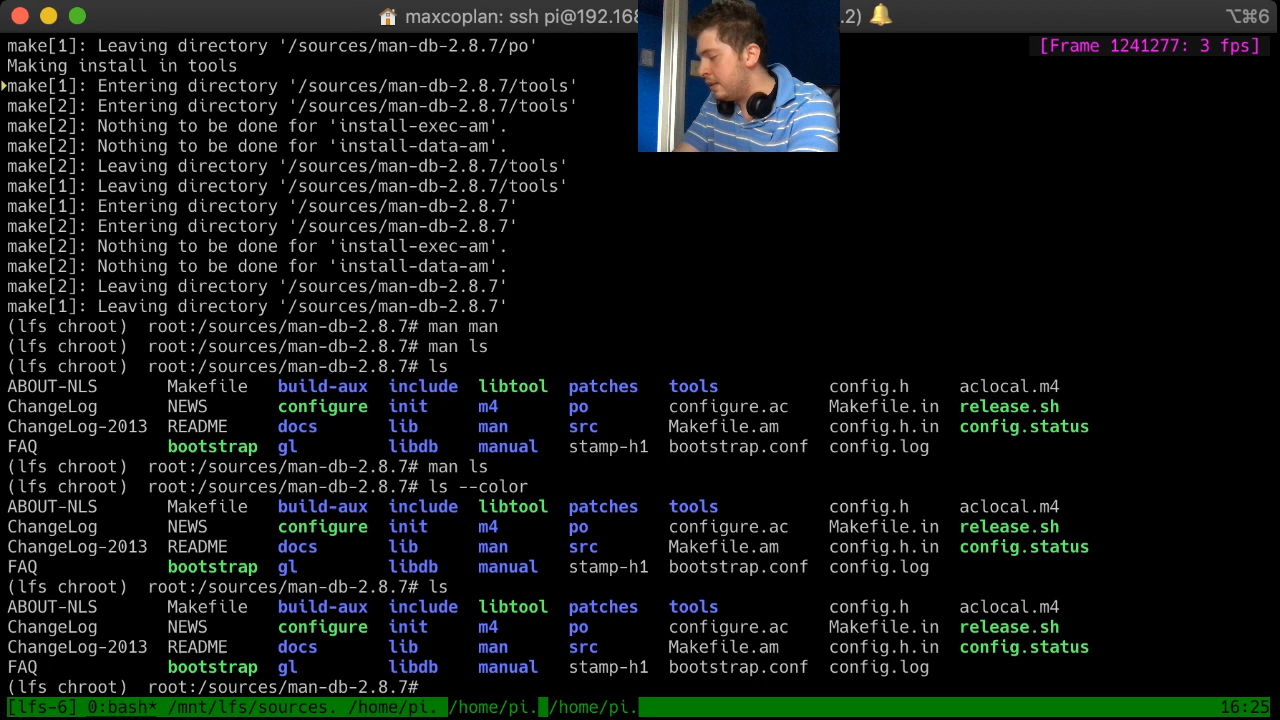 maxcoplan: ssh pi@192.168 .2) ⌥⌘6
make[1]: Leaving directory '/sources/man-db-2.8.7/po' [Frame 1241277: 3 fps]
Making install in tools
make[1]: Entering directory '/sources/man-db-2.8.7/tools'
make[2]: Entering directory '/sources/man-db-2.8.7/tools'
make[2]: Nothing to be done for 'install-exec-am'.
make[2]: Nothing to be done for 'install-data-am'.
make[2]: Leaving directory '/sources/man-db-2.8.7/tools'
make[1]: Leaving directory '/sources/man-db-2.8.7/tools'
make[1]: Entering directory '/sources/man-db-2.8.7'
make[2]: Entering directory '/sources/man-db-2.8.7'
make[2]: Nothing to be done for 'install-exec-am'.
make[2]: Nothing to be done for 'install-data-am'.
make[2]: Leaving directory '/sources/man-db-2.8.7'
make[1]: Leaving directory '/sources/man-db-2.8.7'
(lfs chroot) root:/sources/man-db-2.8.7# man man
(lfs chroot) root:/sources/man-db-2.8.7# man ls
(lfs chroot) root:/sources/man-db-2.8.7# ls
ABOUT-NLS Makefile build-aux include libtool patches tools config.h aclocal.m4
ChangeLog NEWS configure init m4 po configure.ac Makefile.in release.sh
ChangeLog-2013 README docs lib man src Makefile.am config.h.in config.status
FAQ bootstrap gl libdb manual stamp-h1 bootstrap.conf config.log
(lfs chroot) root:/sources/man-db-2.8.7# man ls
(lfs chroot) root:/sources/man-db-2.8.7# ls --color
ABOUT-NLS Makefile build-aux include libtool patches tools config.h aclocal.m4
ChangeLog NEWS configure init m4 po configure.ac Makefile.in release.sh
ChangeLog-2013 README docs lib man src Makefile.am config.h.in config.status
FAQ bootstrap gl libdb manual stamp-h1 bootstrap.conf config.log
(lfs chroot) root:/sources/man-db-2.8.7# ls
ABOUT-NLS Makefile build-aux include libtool patches tools config.h aclocal.m4
ChangeLog NEWS configure init m4 po configure.ac Makefile.in release.sh
ChangeLog-2013 README docs lib man src Makefile.am config.h.in config.status
FAQ bootstrap gl libdb manual stamp-h1 bootstrap.conf config.log
(lfs chroot) root:/sources/man-db-2.8.7#
[lfs-6] 0:bash* /mnt/lfs/sources. /home/pi. /home/pi. /home/pi. 16:25